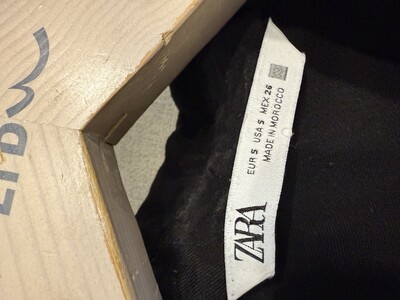 ZARA
EUR S USA S MEX 26
MADE IN MOROCCO